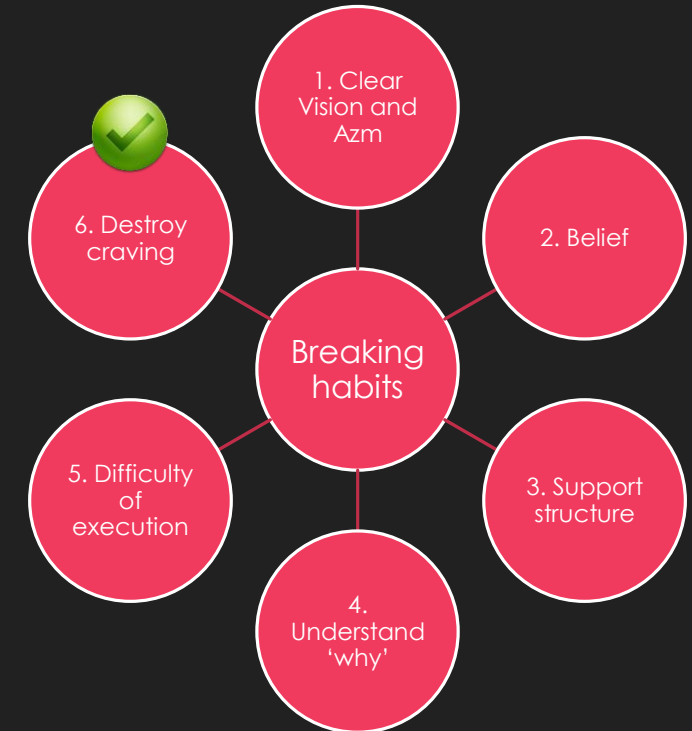 1. Clear
Vision and
Azm
2. Belief
3. Support
structure
4.
Understand
‘why’
5. Difficulty
of
execution
6. Destroy
craving
Breaking
habits